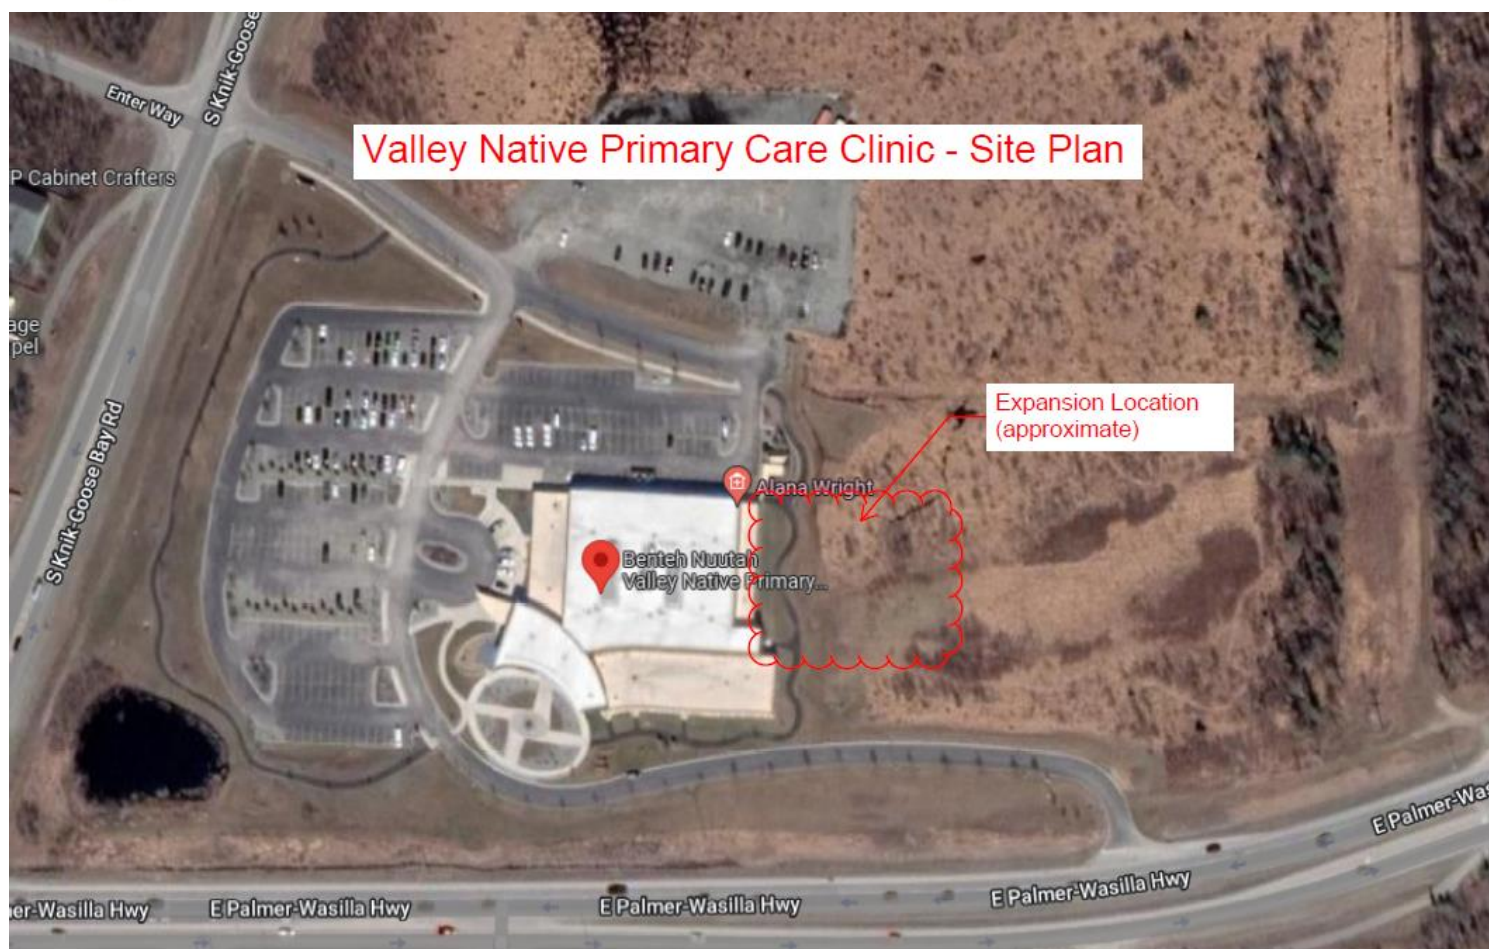 S Knik-Goose
Enter Way
Valley Native Primary Care Clinic - Site Plan
P Cabinet Crafters
age
pel
Expansion Location
(approximate)
S Knik-Goose Bay Rd
Alana Wright
Benteh Nuutah
Valley Native Primary...
E Palmer-Was
E Palmer-Wasilla Hwy
er-Wasilla Hwy
E Palmer-Wasilla Hwy
E Palmer-Wasilla Hwy